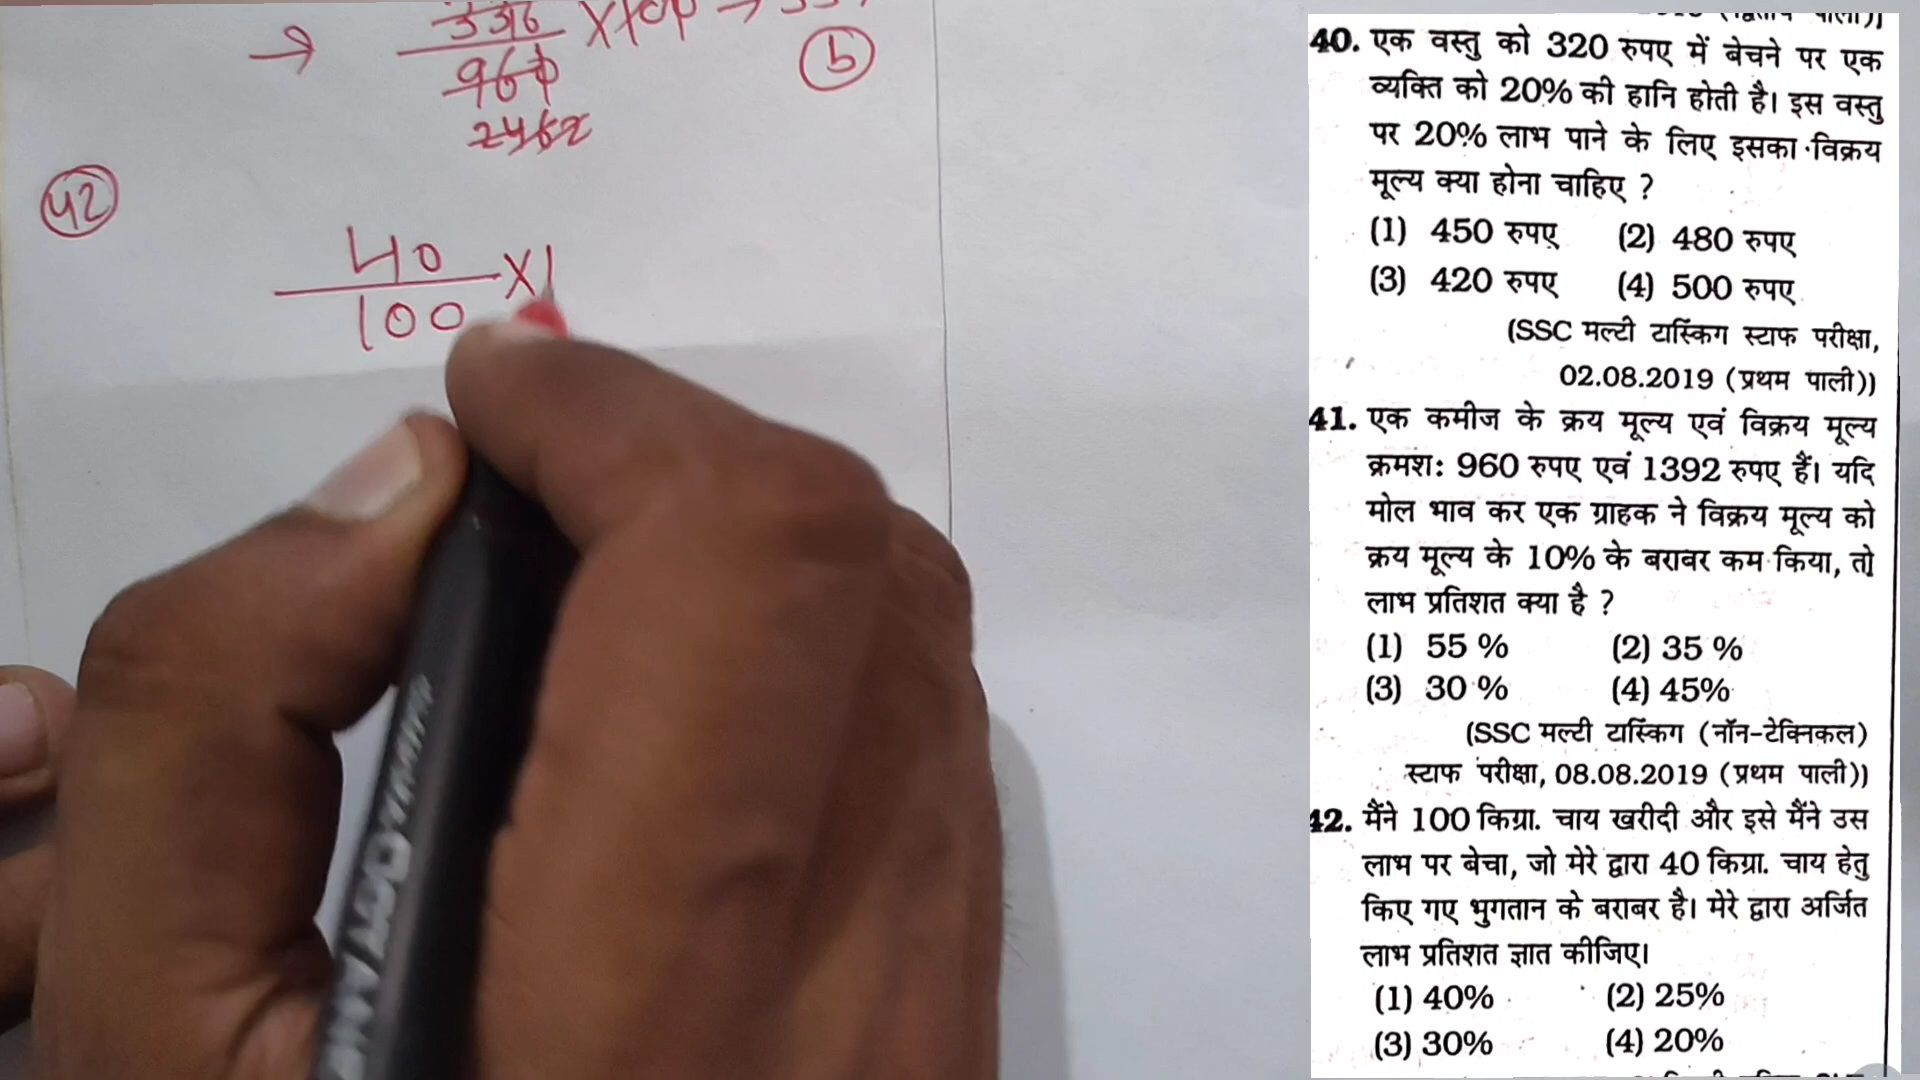 336
960
(b)
(42)
40
100
X1
40. एक वस्तु को 320 रुपए में बेचने पर एक
व्यक्ति को 20% की हानि होती है। इस वस्तु
पर 20% लाभ पाने के लिए इसका विक्रय
मूल्य क्या होना चाहिए ?
(1) 450 रुपए (2) 480 रुपए
(3) 420 रुपए (4) 500 रुपए
(SSC मल्टी टास्किंग स्टाफ परीक्षा,
02.08.2019 (प्रथम पाली))
41. एक कमीज के क्रय मूल्य एवं विक्रय मूल्य
क्रमश: 960 रुपए एवं 1392 रुपए हैं। यदि
मोल भाव कर एक ग्राहक ने विक्रय मूल्य को
क्रय मूल्य के 10% के बराबर कम किया, तो
लाभ प्रतिशत क्या है ?
(1) 55 % (2) 35 %
(3) 30 % (4) 45%
(SSC मल्टी टास्किंग (नॉन-टेक्निकल)
स्टाफ परीक्षा, 08.08.2019 (प्रथम पाली))
42. मैंने 100 किग्रा. चाय खरीदी और इसे मैंने उस
लाभ पर बेचा, जो मेरे द्वारा 40 किग्रा. चाय हेतु
किए गए भुगतान के बराबर है। मेरे द्वारा अर्जित
लाभ प्रतिशत ज्ञात कीजिए।
(1) 40% (2) 25%
(3) 30% (4) 20%